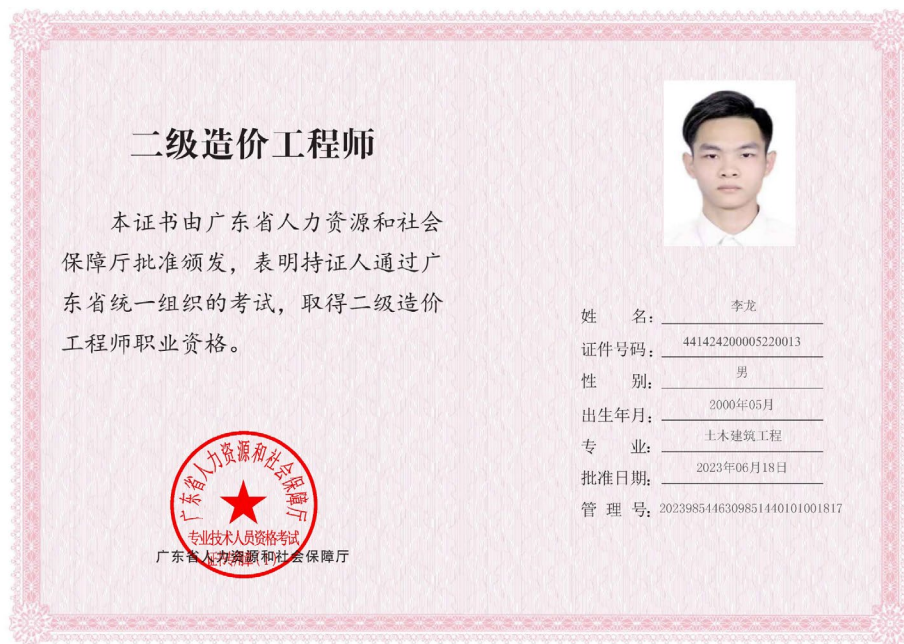 二级造价工程师
本证书由广东省人力资源和社会
保障厅批准颁发，表明持证人通过广
东省统一组织的考试，取得二级造价
工程师职业资格。
广东省人力资源和社会保障厅
专业技术人员资格考试
广东省人力资源和社会保障厅
姓 名： 李龙
证件号码： 441424200005220013
性 别： 男
出生年月： 2000年05月
专 业： 土木建筑工程
批准日期： 2023年06月18日
管 理 号： 20239854463098514401010018​17